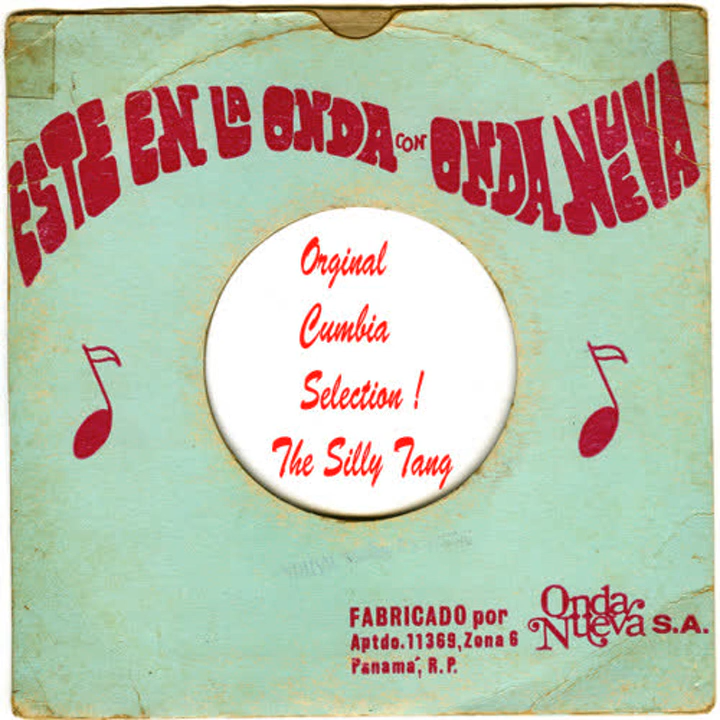 ESTE EN LA ONDA CON ONDA NUEVA
Orginal
Cumbia
Selection !
The Silly Tang
FABRICADO por
Aptdo.11369,Zona 6
Panamá, R.P.
Onda
Nueva S.A.